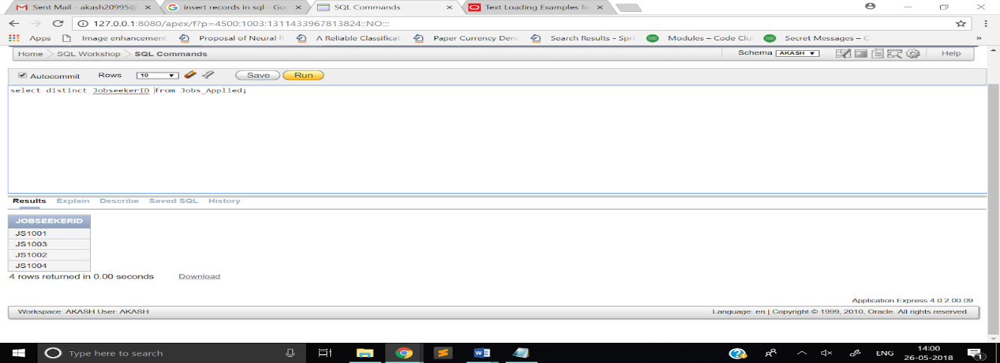 Sent Mail - akash20995@
insert records in sql - Goo
SQL Commands
Text Loading Examples fo
127.0.0.1:8080/apex/f?p=4500:1003:1311433967813824::NO:::
Apps Image enhancement Proposal of Neural R A Reliable Classificat Paper Currency Deno Search Results - Spri Modules – Code Clu Secret Messages – C »
Home SQL Workshop SQL Commands Schema AKASH Help
Autocommit Rows 10 Save Run
select distinct JobseekerID from Jobs_Applied;
Results Explain Describe Saved SQL History
JOBSEEKERID
JS1001
JS1003
JS1002
JS1004
4 rows returned in 0.00 seconds Download
Application Express 4.0.2.00.09
Workspace: AKASH User: AKASH Language: en | Copyright © 1999, 2010, Oracle. All rights reserved.
Type here to search ENG 14:00
26-05-2018 1